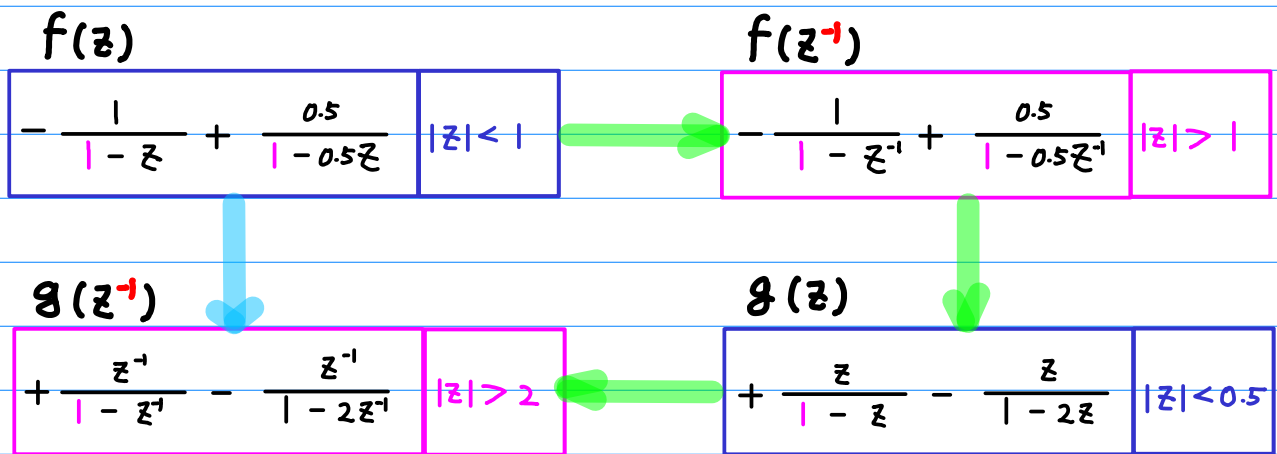 f(z) f(z⁻¹)
− 1/(1 − z) + 0.5/(1 − 0.5z) |z| < 1 − 1/(1 − z⁻¹) + 0.5/(1 − 0.5z⁻¹) |z| > 1
g(z⁻¹) g(z)
+ z⁻¹/(1 − z⁻¹) − z⁻¹/(1 − 2z⁻¹) |z| > 2 + z/(1 − z) − z/(1 − 2z) |z| < 0.5